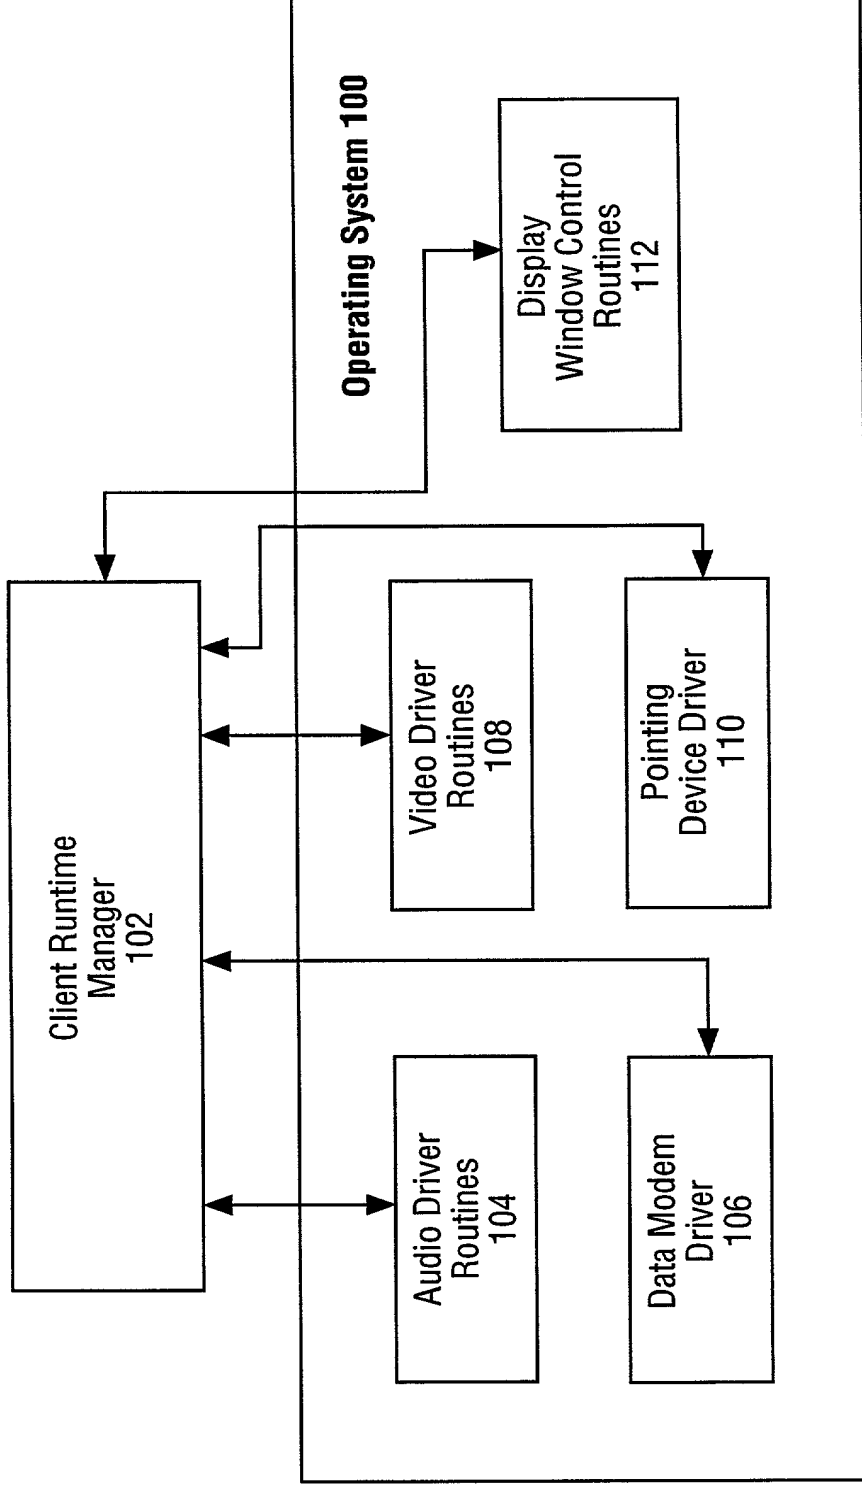 Client Runtime
Manager
102
Operating System 100
Audio Driver
Routines
104
Video Driver
Routines
108
Display
Window Control
Routines
112
Data Modem
Driver
106
Pointing
Device Driver
110